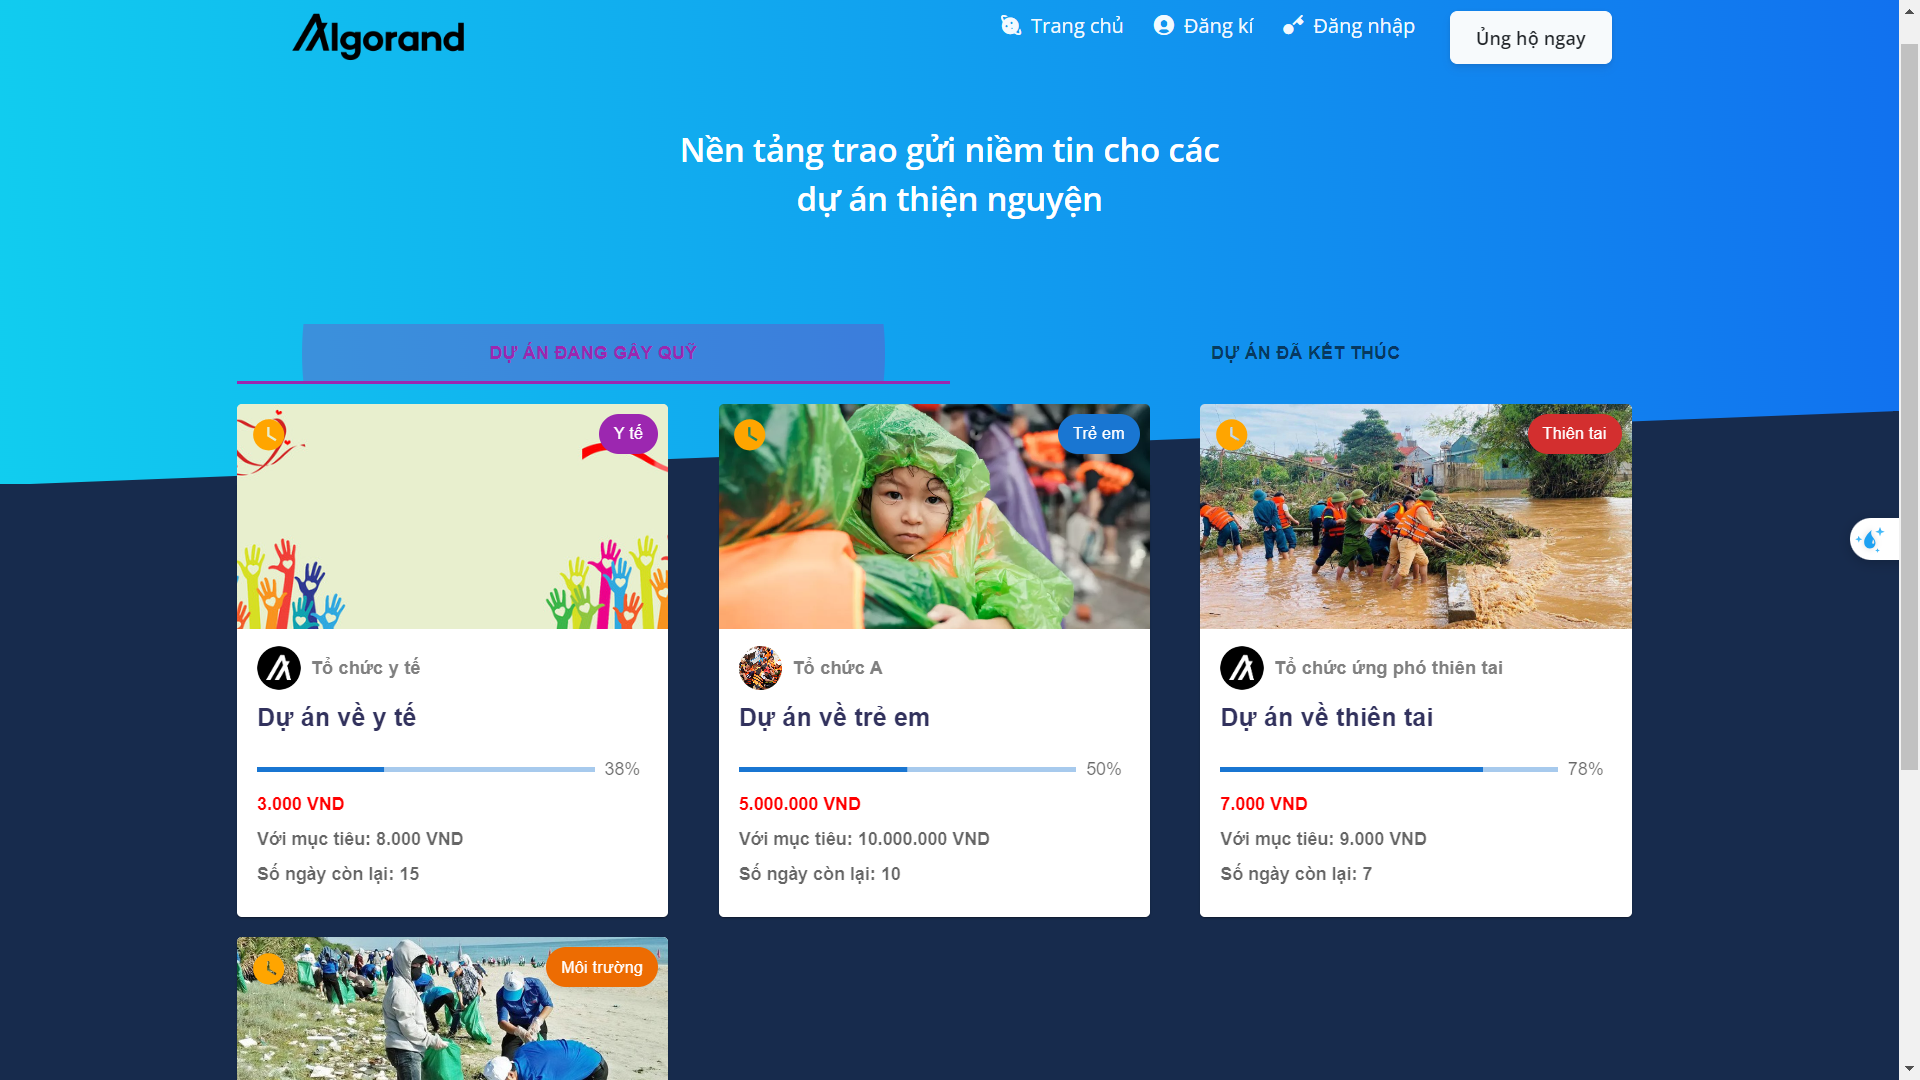 Algorand
Trang chủ
Đăng kí
Đăng nhập
Ủng hộ ngay
Nền tảng trao gửi niềm tin cho các
dự án thiện nguyện
DỰ ÁN ĐANG GÂY QUỸ
DỰ ÁN ĐÃ KẾT THÚC
Y tế
Tổ chức y tế
Dự án về y tế
38%
3.000 VND
Với mục tiêu: 8.000 VND
Số ngày còn lại: 15
Trẻ em
Tổ chức A
Dự án về trẻ em
50%
5.000.000 VND
Với mục tiêu: 10.000.000 VND
Số ngày còn lại: 10
Thiên tai
Tổ chức ứng phó thiên tai
Dự án về thiên tai
78%
7.000 VND
Với mục tiêu: 9.000 VND
Số ngày còn lại: 7
Môi trường